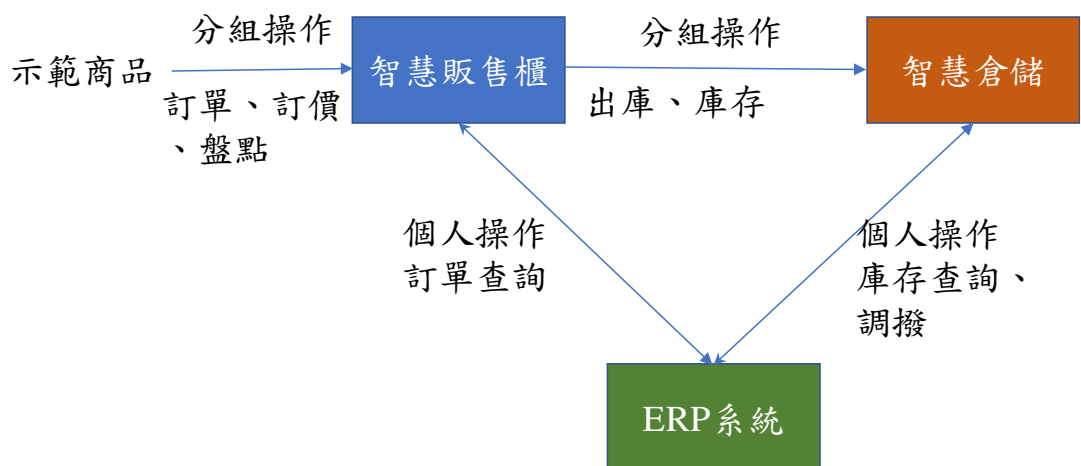 分組操作
示範商品
訂單、訂價
、盤點
智慧販售櫃
分組操作
出庫、庫存
智慧倉儲
個人操作
訂單查詢
個人操作
庫存查詢、
調撥
ERP系統